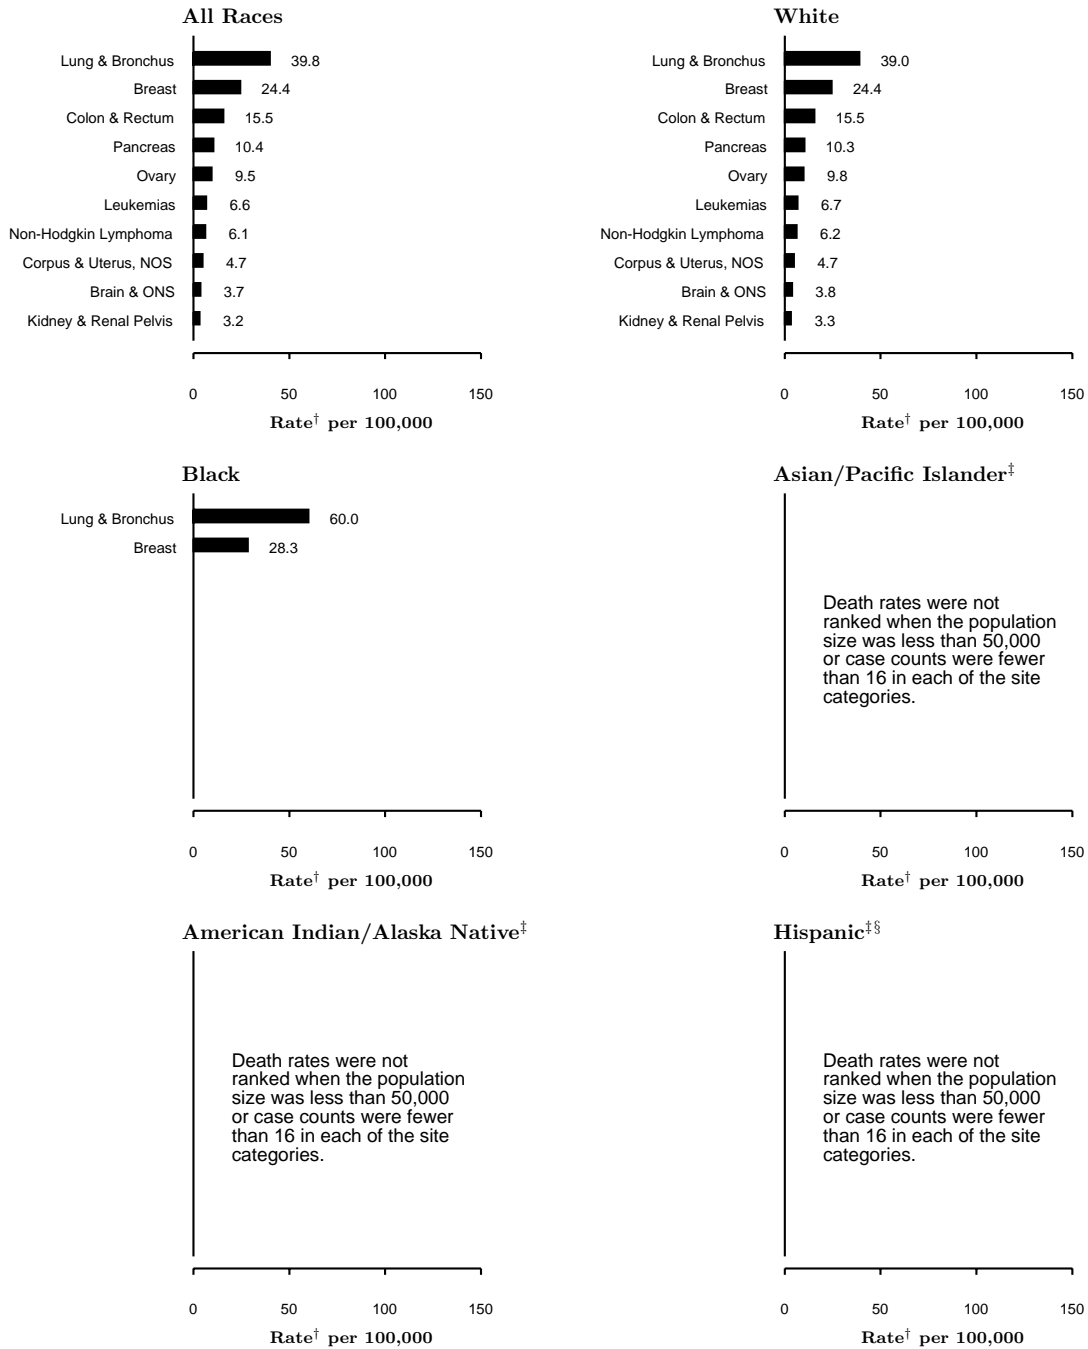 All Races
Lung & Bronchus 39.8
Breast 24.4
Colon & Rectum 15.5
Pancreas 10.4
Ovary 9.5
Leukemias 6.6
Non-Hodgkin Lymphoma 6.1
Corpus & Uterus, NOS 4.7
Brain & ONS 3.7
Kidney & Renal Pelvis 3.2
0 50 100 150
Rate† per 100,000
White
Lung & Bronchus 39.0
Breast 24.4
Colon & Rectum 15.5
Pancreas 10.3
Ovary 9.8
Leukemias 6.7
Non-Hodgkin Lymphoma 6.2
Corpus & Uterus, NOS 4.7
Brain & ONS 3.8
Kidney & Renal Pelvis 3.3
0 50 100 150
Rate† per 100,000
Black
Lung & Bronchus 60.0
Breast 28.3
0 50 100 150
Rate† per 100,000
Asian/Pacific Islander‡
Death rates were not
ranked when the population
size was less than 50,000
or case counts were fewer
than 16 in each of the site
categories.
0 50 100 150
Rate† per 100,000
American Indian/Alaska Native‡
Death rates were not
ranked when the population
size was less than 50,000
or case counts were fewer
than 16 in each of the site
categories.
0 50 100 150
Rate† per 100,000
Hispanic‡§
Death rates were not
ranked when the population
size was less than 50,000
or case counts were fewer
than 16 in each of the site
categories.
0 50 100 150
Rate† per 100,000